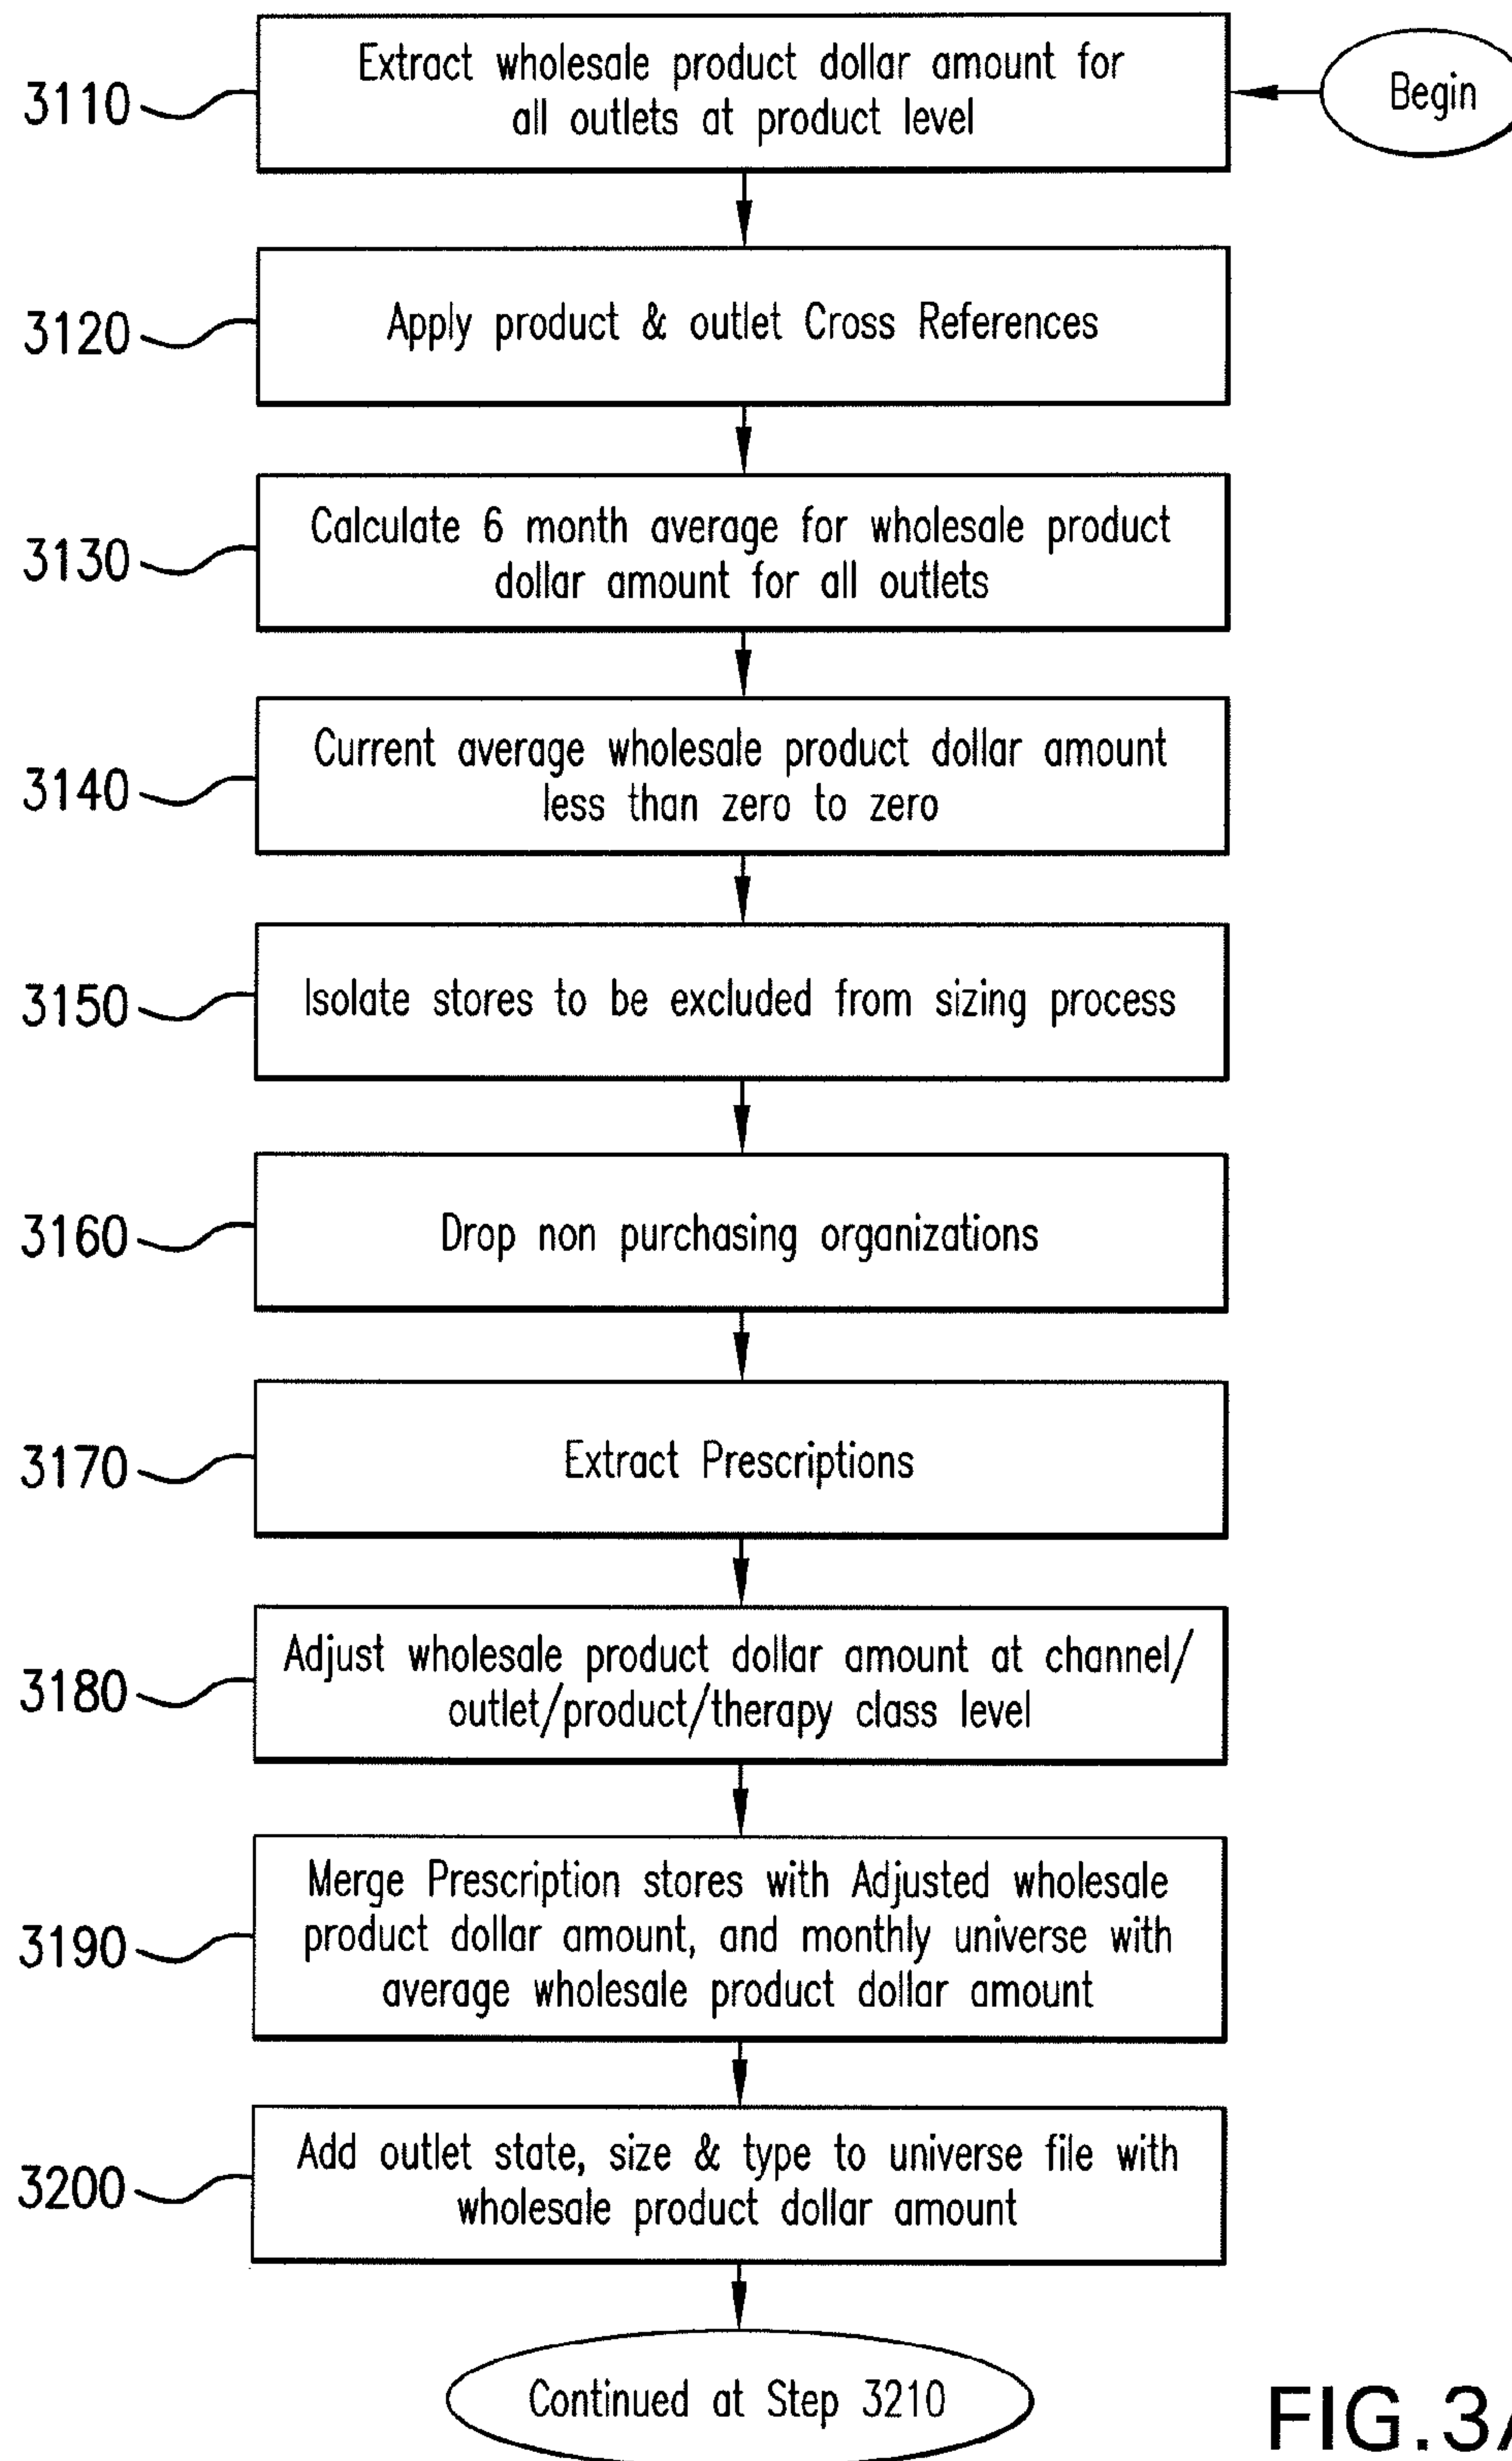 Begin
3110
Extract wholesale product dollar amount for
all outlets at product level
3120
Apply product & outlet Cross References
3130
Calculate 6 month average for wholesale product
dollar amount for all outlets
3140
Current average wholesale product dollar amount
less than zero to zero
3150
Isolate stores to be excluded from sizing process
3160
Drop non purchasing organizations
3170
Extract Prescriptions
3180
Adjust wholesale product dollar amount at channel/
outlet/product/therapy class level
3190
Merge Prescription stores with Adjusted wholesale
product dollar amount, and monthly universe with
average wholesale product dollar amount
3200
Add outlet state, size & type to universe file with
wholesale product dollar amount
Continued at Step 3210
FIG.3A